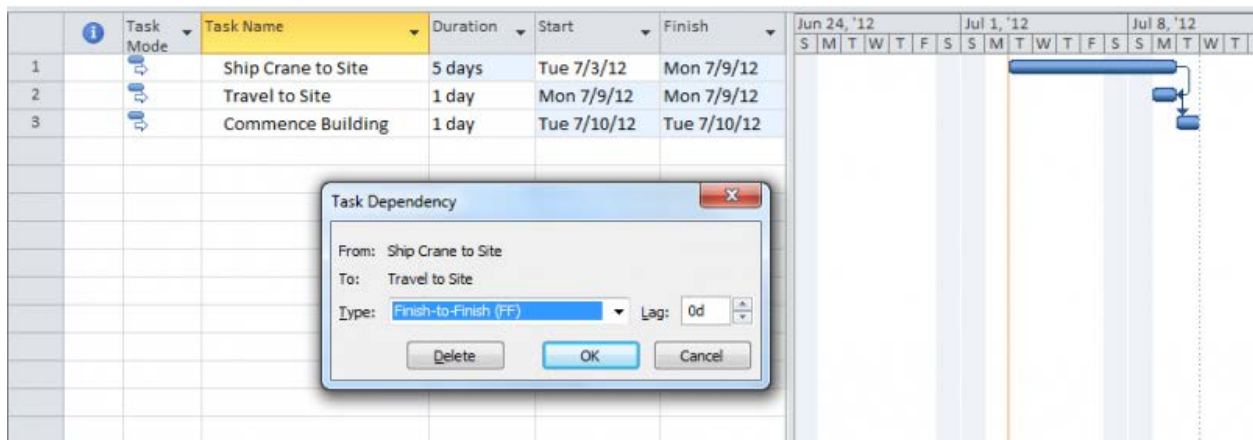 Task Mode Task Name Duration Start Finish Jun 24, '12 Jul 1, '12 Jul 8, '12
S M T W T F S S M T W T F S S M T W T
1 Ship Crane to Site 5 days Tue 7/3/12 Mon 7/9/12
2 Travel to Site 1 day Mon 7/9/12 Mon 7/9/12
3 Commence Building 1 day Tue 7/10/12 Tue 7/10/12
Task Dependency
From: Ship Crane to Site
To: Travel to Site
Type: Finish-to-Finish (FF) Lag: 0d
Delete OK Cancel